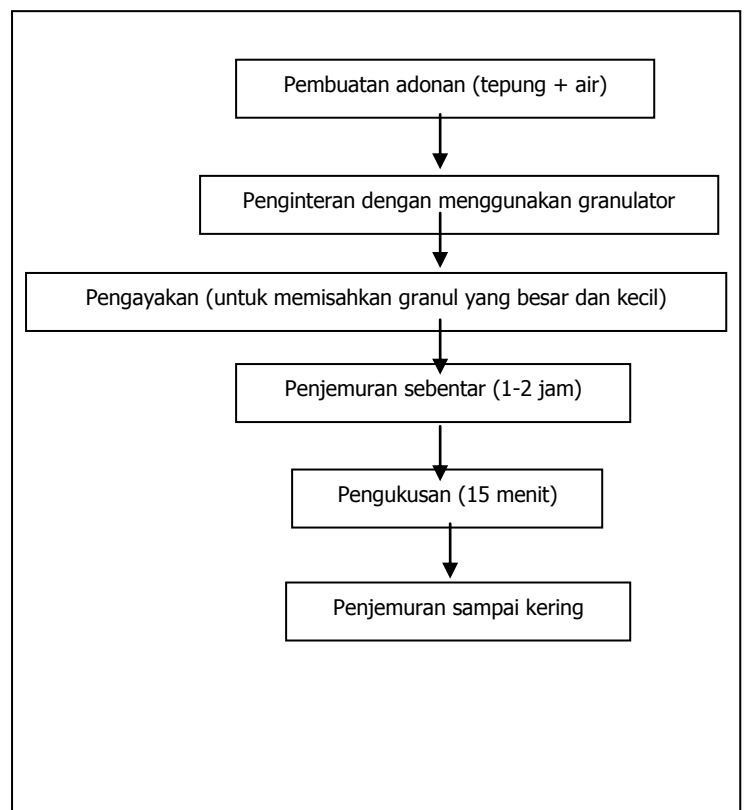 Pembuatan adonan (tepung + air)
Penginteran dengan menggunakan granulator
Pengayakan (untuk memisahkan granul yang besar dan kecil)
Penjemuran sebentar (1-2 jam)
Pengukusan (15 menit)
Penjemuran sampai kering